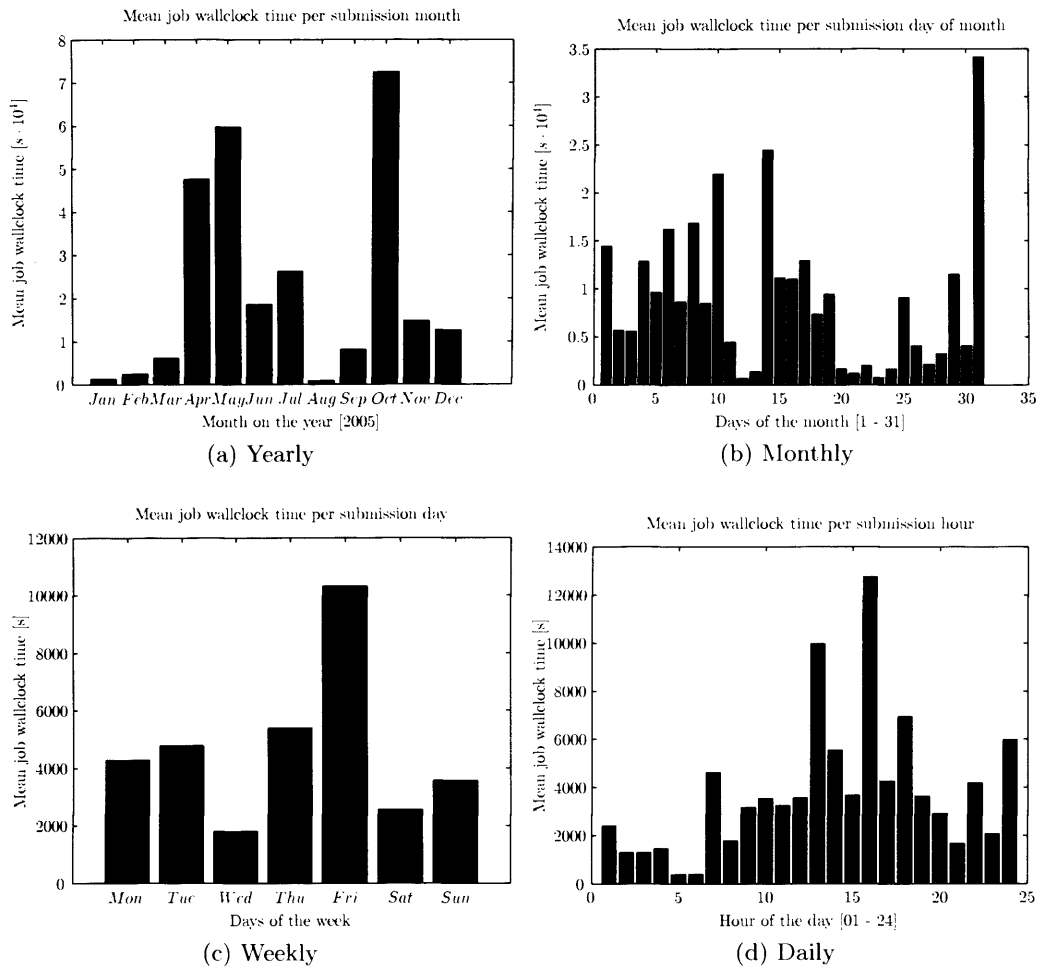 Mean job wallclock time per submission month
Mean job wallclock time [s · 10⁴]
8
7
6
5
4
3
2
1
0
Jan Feb Mar Apr May Jun Jul Aug Sep Oct Nov Dec
Month on the year [2005]
(a) Yearly
Mean job wallclock time per submission day of month
Mean job wallclock time [s · 10⁴]
3.5
3
2.5
2
1.5
1
0.5
0
0 5 10 15 20 25 30 35
Days of the month [1 - 31]
(b) Monthly
Mean job wallclock time per submission day
Mean job wallclock time [s]
12000
10000
8000
6000
4000
2000
0
Mon Tue Wed Thu Fri Sat Sun
Days of the week
(c) Weekly
Mean job wallclock time per submission hour
Mean job wallclock time [s]
14000
12000
10000
8000
6000
4000
2000
0
0 5 10 15 20 25
Hour of the day [01 - 24]
(d) Daily